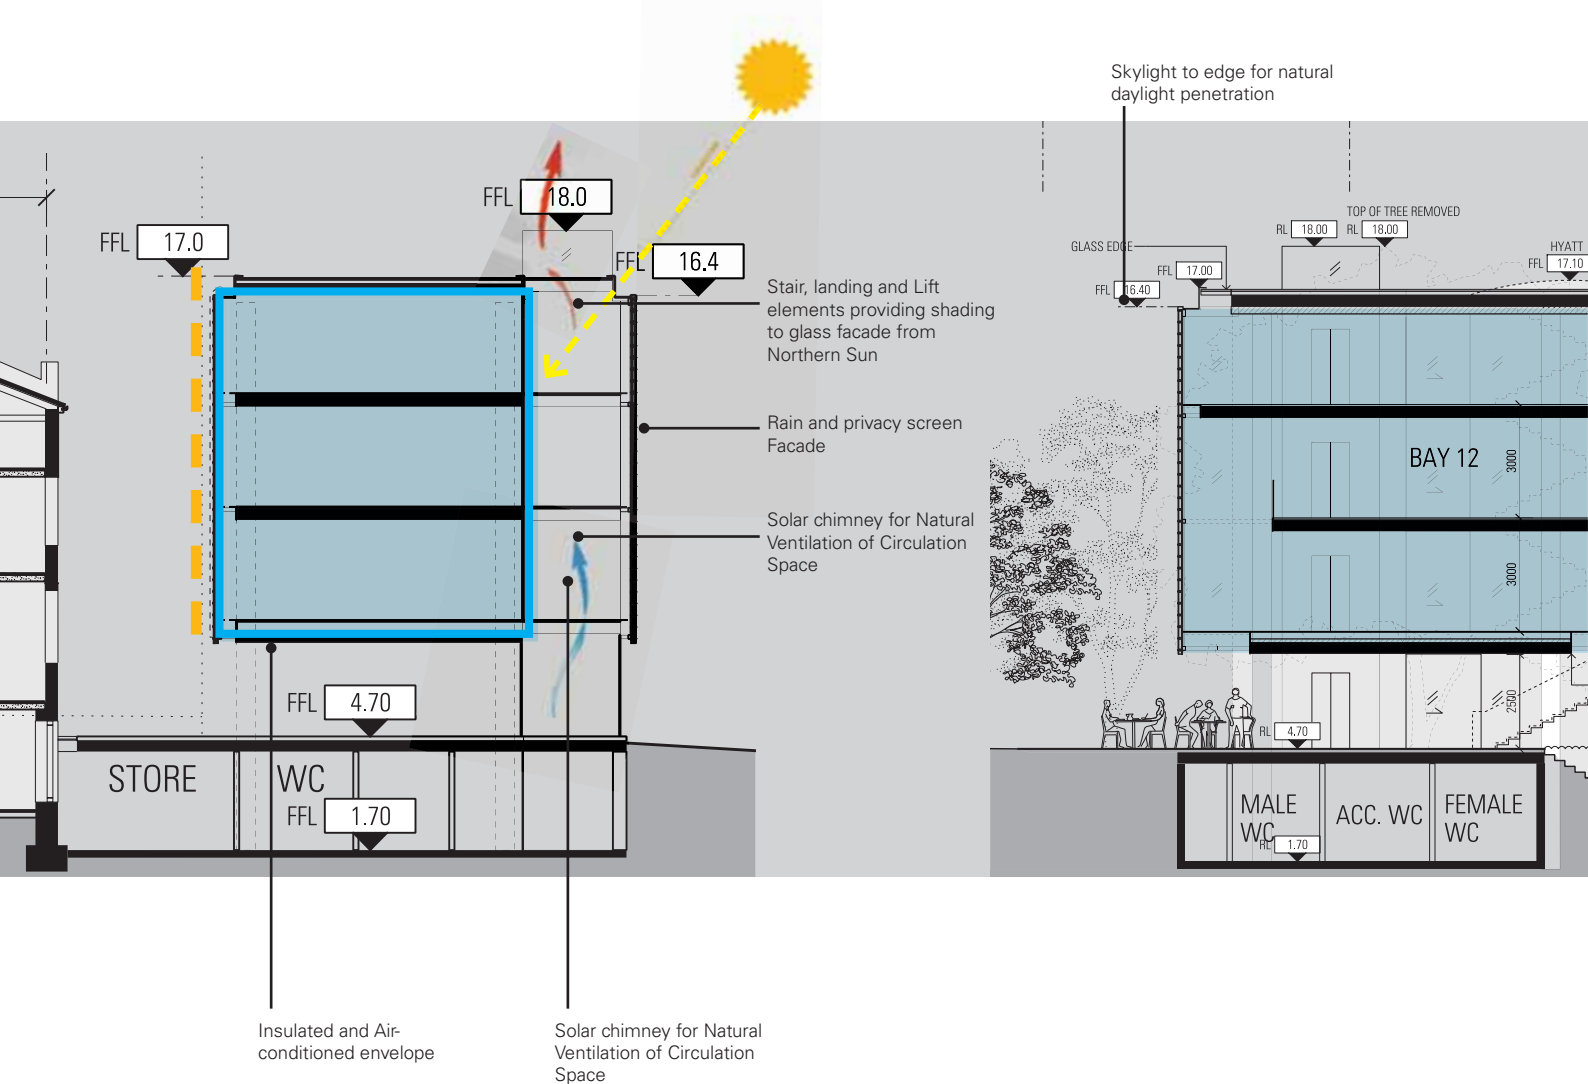 Skylight to edge for natural
daylight penetration
FFL 18.0
FFL 17.0
FFL 16.4
Stair, landing and Lift
elements providing shading
to glass facade from
Northern Sun
Rain and privacy screen
Facade
Solar chimney for Natural
Ventilation of Circulation
Space
FFL 4.70
STORE
WC
FFL 1.70
Insulated and Air-
conditioned envelope
Solar chimney for Natural
Ventilation of Circulation
Space
TOP OF TREE REMOVED
RL 18.00
RL 18.00
GLASS EDGE
HYATT
FFL 17.10
FFL 17.00
FFL 16.40
BAY 12
3000
3000
2500
RL 4.70
MALE
WC
ACC. WC
FEMALE
WC
RL 1.70